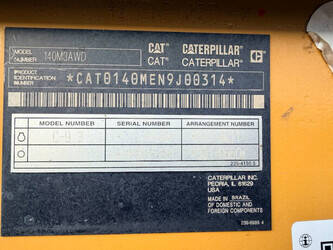 MODEL NUMBER 140M3AWD CAT CATERPILLAR
CAT CATERPILLAR
PRODUCT IDENTIFICATION NUMBER *CAT0140MEN9J00314*
MODEL NUMBER SERIAL NUMBER ARRANGEMENT NUMBER
CATERPILLAR INC.
PEORIA, IL 61629
USA
MADE IN BRAZIL
OF DOMESTIC AND
FOREIGN COMPONENTS